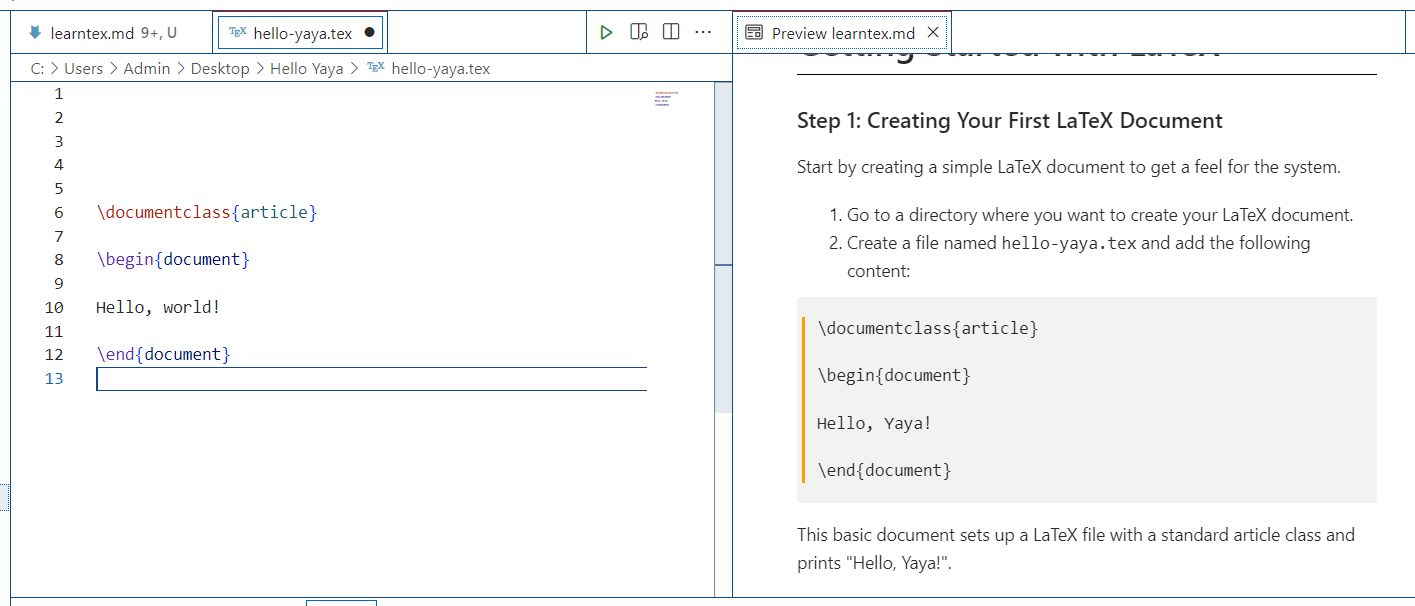 learntex.md 9+, U
TEX hello-yaya.tex
Preview learntex.md
C: > Users > Admin > Desktop > Hello Yaya > TEX hello-yaya.tex
1
2
3
4
5
6 \documentclass{article}
7
8 \begin{document}
9
10 Hello, world!
11
12 \end{document}
13
Getting Started with LaTeX
Step 1: Creating Your First LaTeX Document
Start by creating a simple LaTeX document to get a feel for the system.
1. Go to a directory where you want to create your LaTeX document.
2. Create a file named hello-yaya.tex and add the following
content:
\documentclass{article}
\begin{document}
Hello, Yaya!
\end{document}
This basic document sets up a LaTeX file with a standard article class and
prints "Hello, Yaya!".